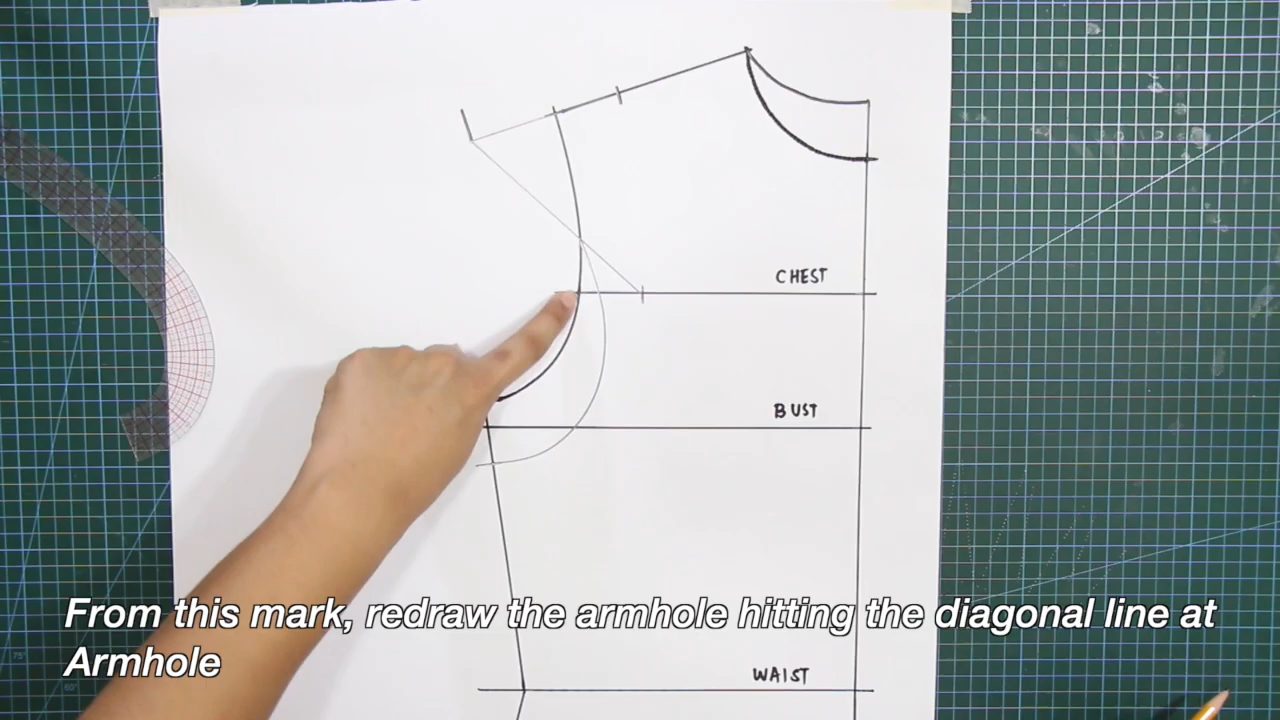 CHEST
BUST
From this mark, redraw the armhole hitting the diagonal line at
Armhole
WAIST